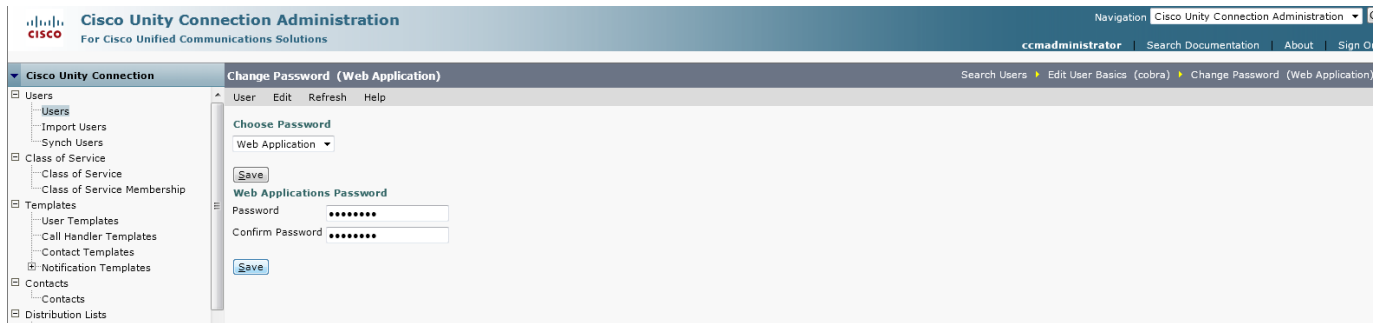 Cisco Unity Connection Administration
Navigation Cisco Unity Connection Administration
CISCO
For Cisco Unified Communications Solutions
ccmadministrator Search Documentation About Sign
Cisco Unity Connection
Change Password (Web Application)
Search Users Edit User Basics (cobra) Change Password (Web Application)
Users
Users
Import Users
Synch Users
Class of Service
Class of Service
Class of Service Membership
Templates
User Templates
Call Handler Templates
Contact Templates
Notification Templates
Contacts
Contacts
Distribution Lists
User Edit Refresh Help
Choose Password
Web Application
Save
Web Applications Password
Password ••••••••
Confirm Password ••••••••
Save